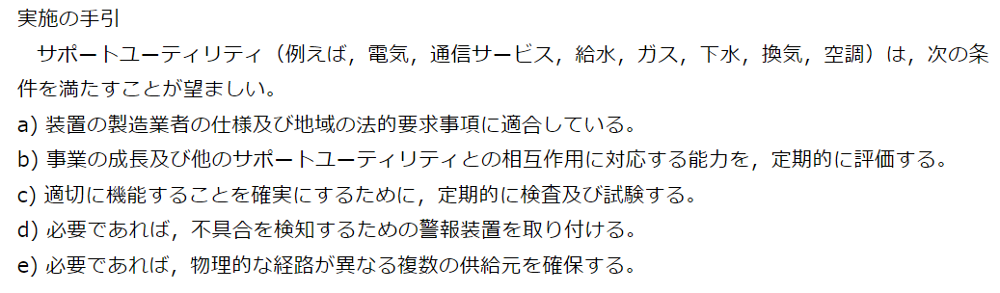 実施の手引
　サポートユーティリティ（例えば，電気，通信サービス，給水，ガス，下水，換気，空調）は，次の条
件を満たすことが望ましい。
a) 装置の製造業者の仕様及び地域の法的要求事項に適合している。
b) 事業の成長及び他のサポートユーティリティとの相互作用に対応する能力を，定期的に評価する。
c) 適切に機能することを確実にするために，定期的に検査及び試験する。
d) 必要であれば，不具合を検知するための警報装置を取り付ける。
e) 必要であれば，物理的な経路が異なる複数の供給元を確保する。